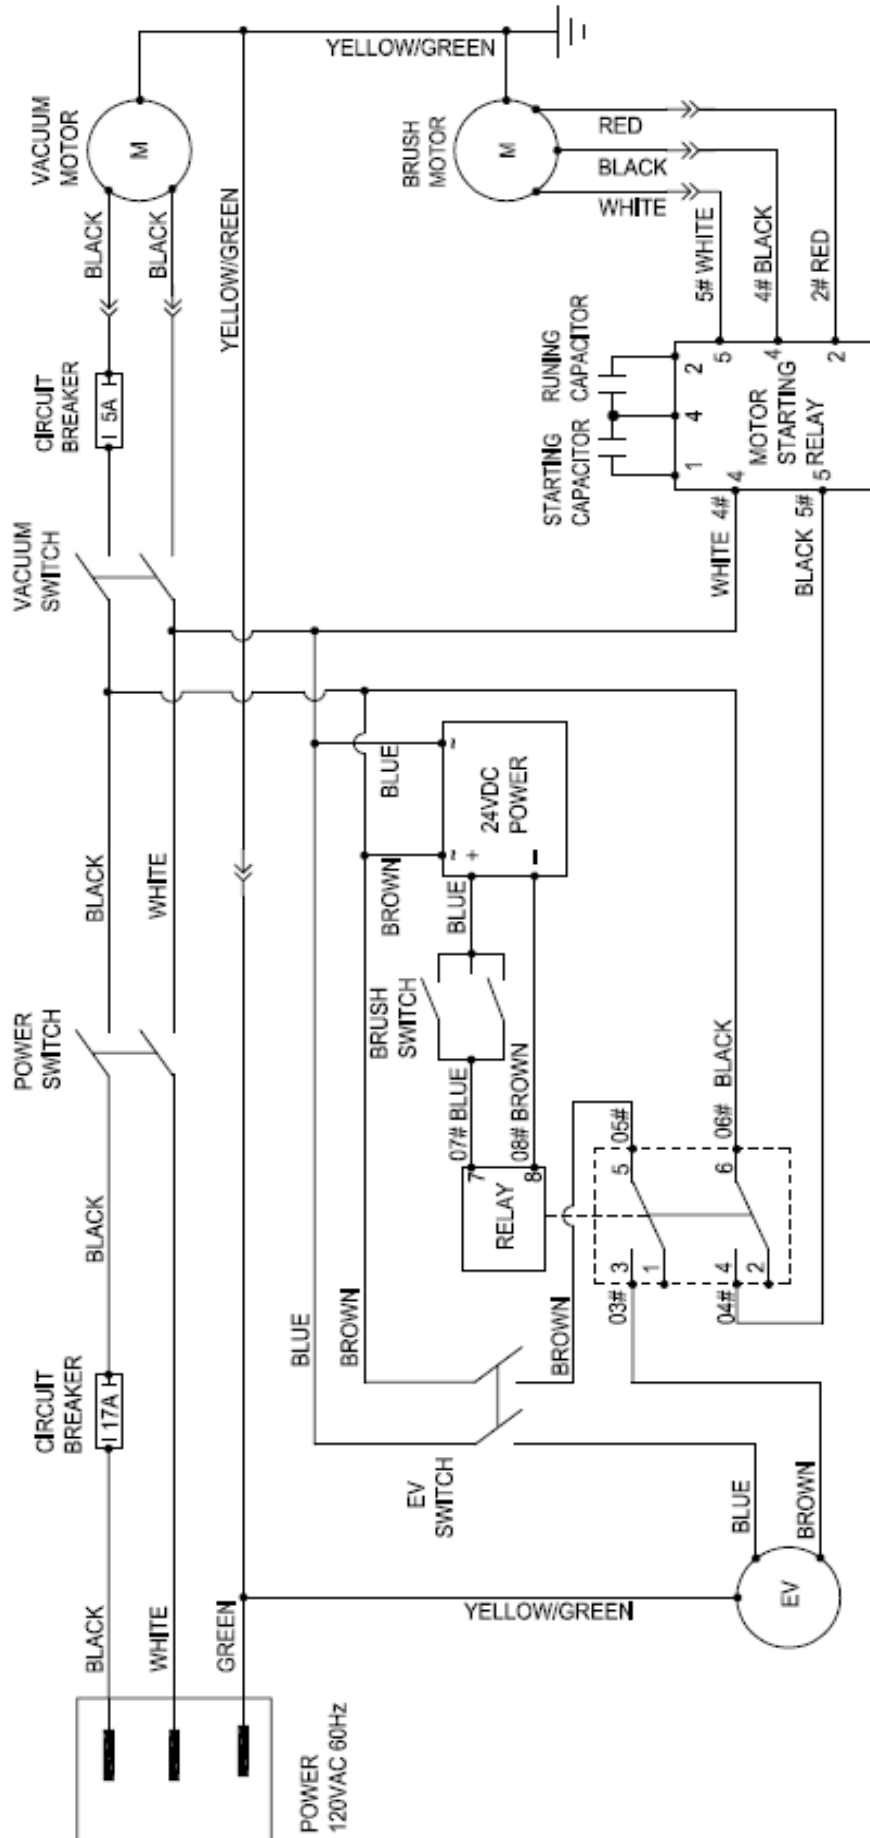 CIRCUIT
BREAKER
17A
POWER
SWITCH
VACUUM
SWITCH
CIRCUIT
BREAKER
5A
VACUUM
MOTOR
M
BLACK
BLACK
BLACK
BLACK
WHITE
WHITE
BLACK
GREEN
YELLOW/GREEN
YELLOW/GREEN
POWER
120VAC 60Hz
BLUE
BROWN
EV
SWITCH
BROWN
BRUSH
SWITCH
BROWN
BLUE
BLUE
07# BLUE
08# BROWN
24VDC
POWER
~
~
+
-
RELAY
7
8
BRUSH
MOTOR
M
RED
BLACK
WHITE
STARTING
CAPACITOR
RUNING
CAPACITOR
5# WHITE
4# BLACK
2# RED
1
4
2
5
4
2
4
5
MOTOR
STARTING
RELAY
WHITE 4#
BLACK 5#
03#
05#
3
5
1
04#
06# BLACK
4
6
2
YELLOW/GREEN
BLUE
BROWN
EV